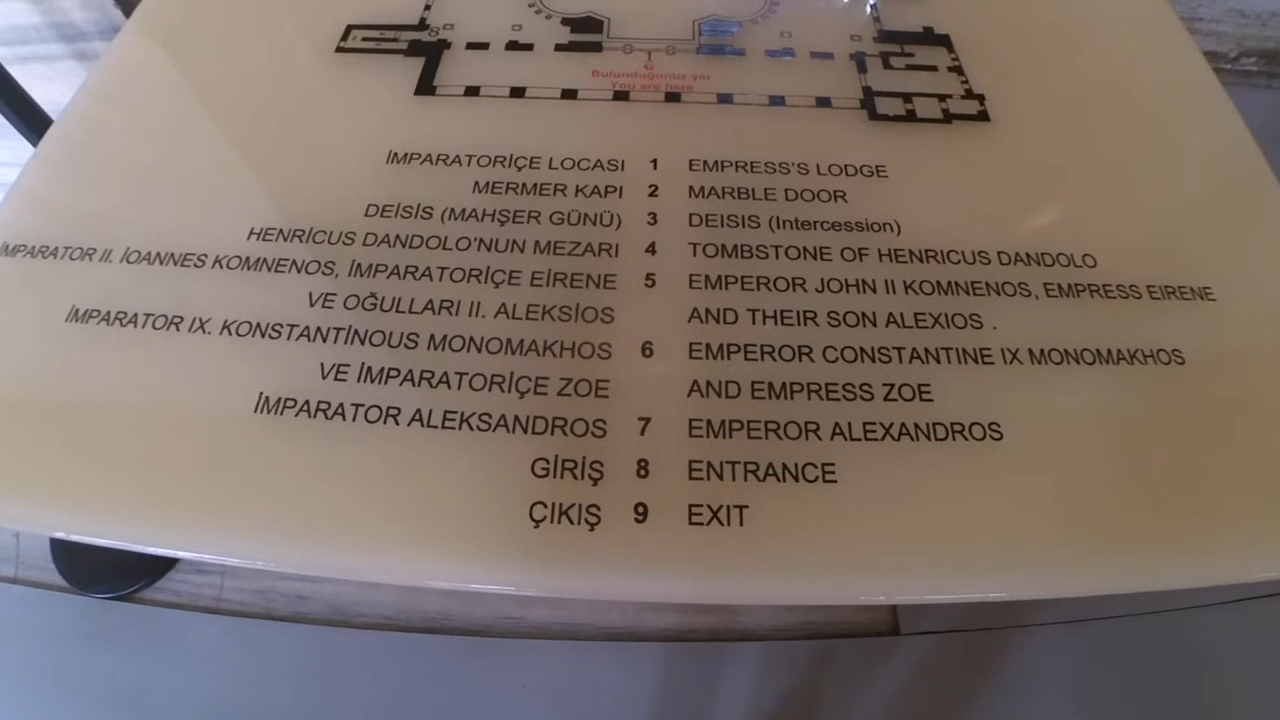 8
1
Bulunduğunuz yer
You are here
İMPARATORİÇE LOCASI 1 EMPRESS'S LODGE
MERMER KAPI 2 MARBLE DOOR
DEİSİS (MAHŞER GÜNÜ) 3 DEISIS (Intercession)
HENRICUS DANDOLO'NUN MEZARI 4 TOMBSTONE OF HENRICUS DANDOLO
İMPARATOR II. İOANNES KOMNENOS, İMPARATORİÇE EİRENE 5 EMPEROR JOHN II KOMNENOS, EMPRESS EIRENE
VE OĞULLARI II. ALEKSİOS AND THEIR SON ALEXIOS .
İMPARATOR IX. KONSTANTİNOUS MONOMAKHOS 6 EMPEROR CONSTANTINE IX MONOMAKHOS
VE İMPARATORİÇE ZOE AND EMPRESS ZOE
İMPARATOR ALEKSANDROS 7 EMPEROR ALEXANDROS
GİRİŞ 8 ENTRANCE
ÇIKIŞ 9 EXIT